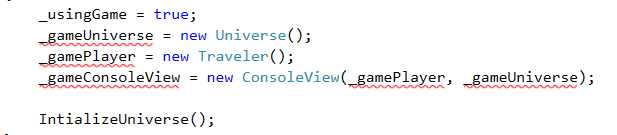 _usingGame = true;
_gameUniverse = new Universe();
_gamePlayer = new Traveler();
_gameConsoleView = new ConsoleView(_gamePlayer, _gameUniverse);
IntializeUniverse();